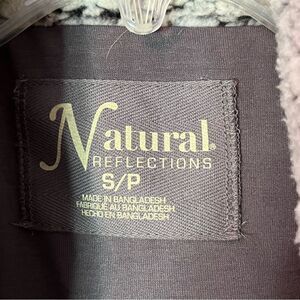 Natural®
REFLECTIONS
S/P
MADE IN BANGLADESH
FABRIQUÉ AU BANGLADESH
HECHO EN BANGLADESH